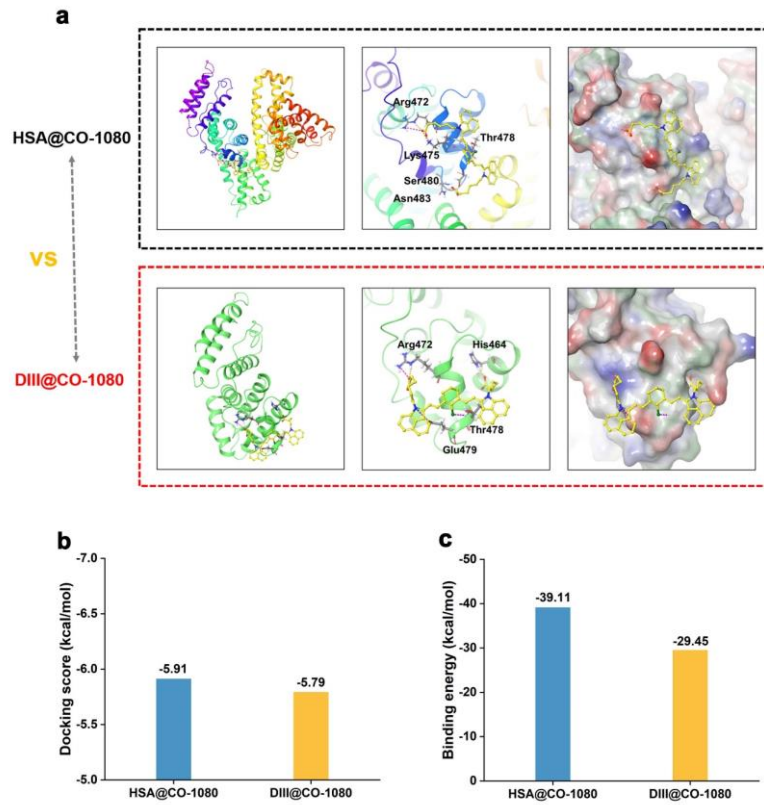 a
HSA@CO-1080
VS
DIII@CO-1080
Arg472
Thr478
Lys475
Ser480
Asn483
Arg472
His464
Thr478
Glu479
b
Docking score (kcal/mol)
-7.0
-6.5
-6.0
-5.5
-5.0
-5.91
-5.79
HSA@CO-1080
DIII@CO-1080
c
Binding energy (kcal/mol)
-50
-40
-30
-20
-10
0
-39.11
-29.45
HSA@CO-1080
DIII@CO-1080